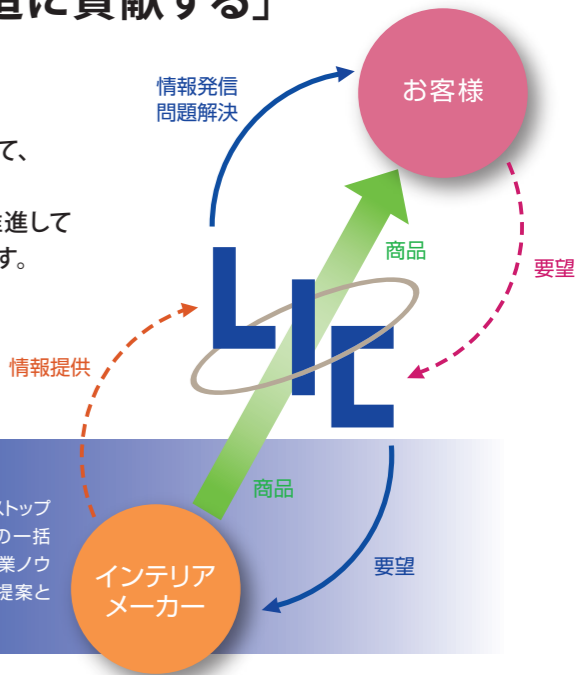 に貢献する」
て、
進して
す。
情報発信
問題解決
お客様
商品
要望
情報提供
LIC
商品
ストップ
の一括
業ノウ
提案と
インテリア
メーカー
要望